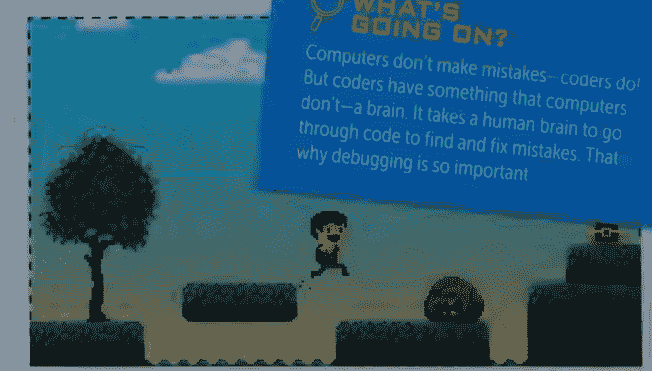 WHAT'S
GOING ON?
Computers don't make mistakes—coders do!
But coders have something that computers
don't—a brain. It takes a human brain to go
through code to find and fix mistakes. That
why debugging is so important